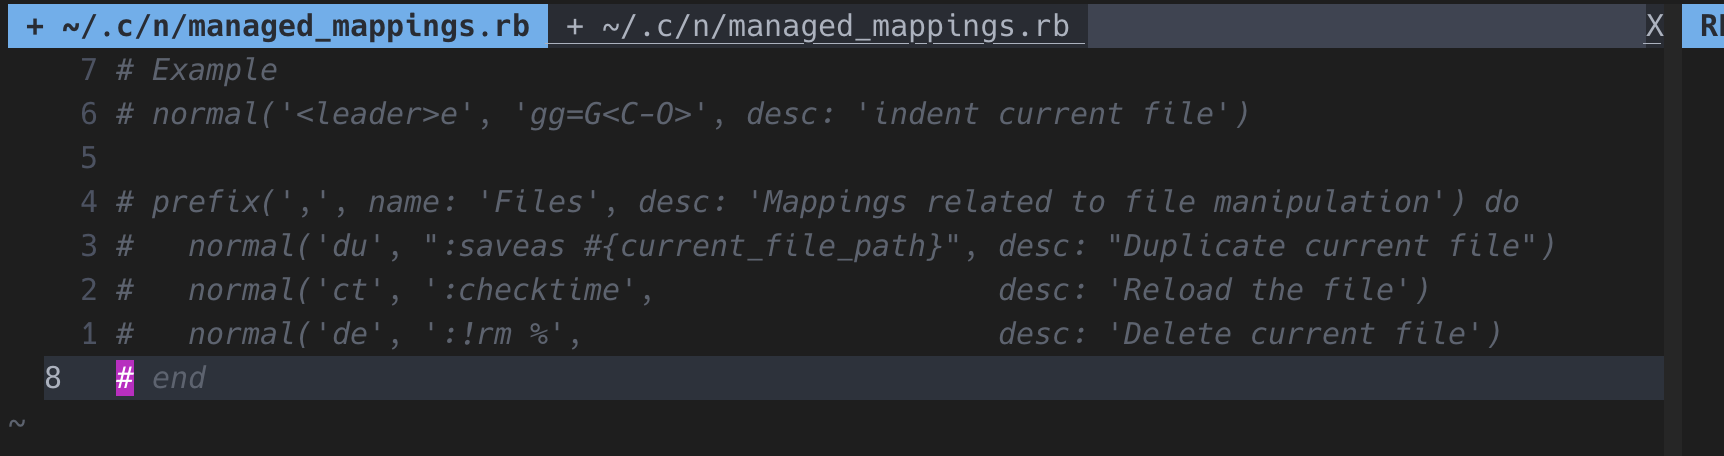 + ~/.c/n/managed_mappings.rb + ~/.c/n/managed_mappings.rb X
7 # Example
6 # normal('<leader>e', 'gg=G<C-O>', desc: 'indent current file')
5
4 # prefix(',', name: 'Files', desc: 'Mappings related to file manipulation') do
3 #   normal('du', ":saveas #{current_file_path}", desc: "Duplicate current file")
2 #   normal('ct', ':checktime',                   desc: 'Reload the file')
1 #   normal('de', ':!rm %',                       desc: 'Delete current file')
8 # end
~